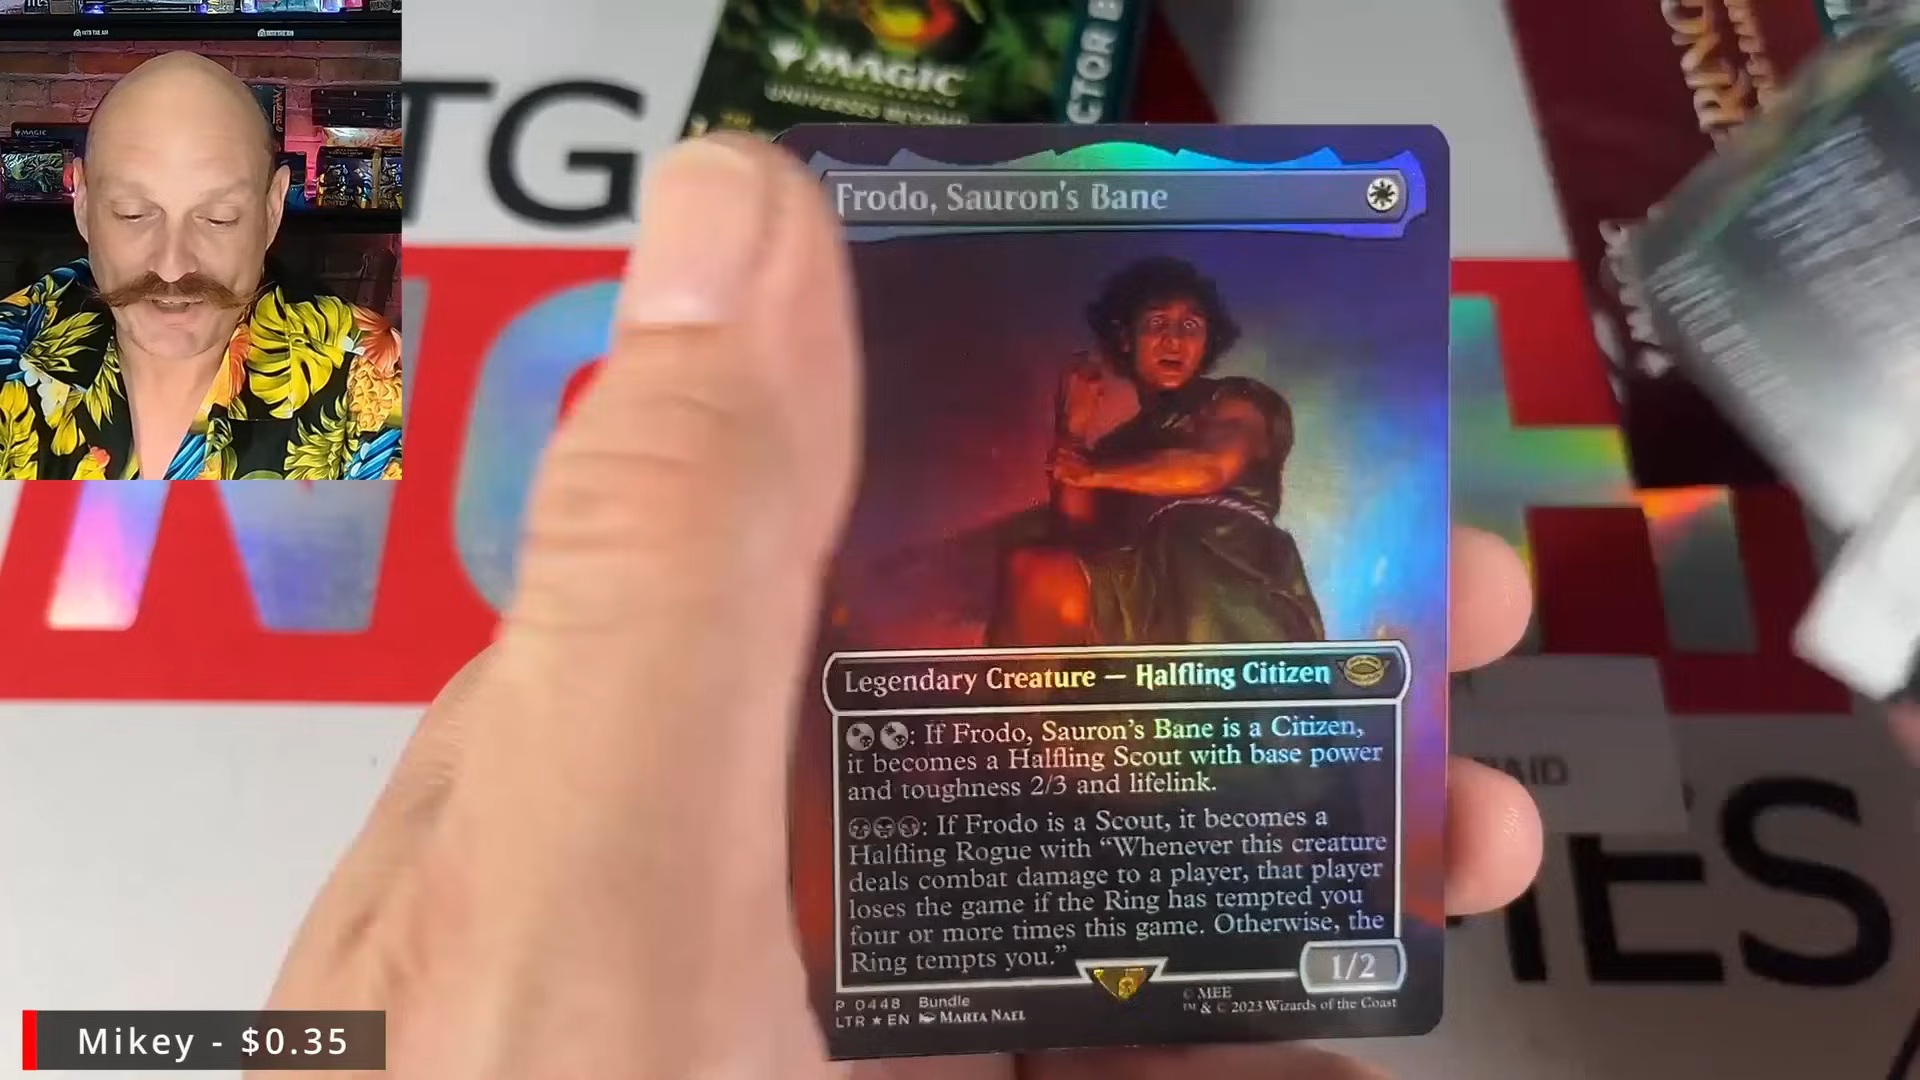 MAGIC
UNIVERSES BEYOND
CTOR B
TG
MAGIC
Frodo, Sauron's Bane
Legendary Creature — Halfling Citizen
: If Frodo, Sauron's Bane is a Citizen,
it becomes a Halfling Scout with base power
and toughness 2/3 and lifelink.
: If Frodo is a Scout, it becomes a
Halfling Rogue with “Whenever this creature
deals combat damage to a player, that player
loses the game if the Ring has tempted you
four or more times this game. Otherwise, the
Ring tempts you.”
1/2
P 0448 Bundle
LTR ★ EN MARTA NAEL
© MEE
™ & © 2023 Wizards of the Coast
Mikey - $0.35